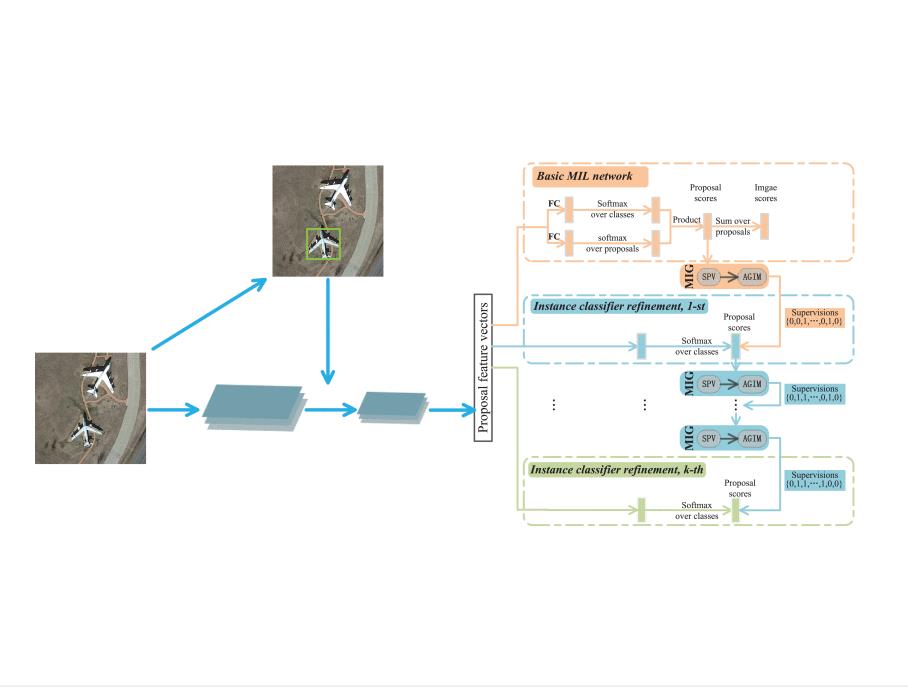 Proposal feature vectors
Basic MIL network
FC
Softmax
over classes
FC
softmax
over proposals
Product
Proposal
scores
Sum over
proposals
Imgae
scores
MIG
SPV
AGIM
Supervisions
{0,0,1,⋯,0,1,0}
Instance classifier refinement, 1-st
Softmax
over classes
Proposal
scores
MIG
SPV
AGIM
Supervisions
{0,1,1,⋯,0,1,0}
MIG
SPV
AGIM
Supervisions
{0,1,1,⋯,1,0,0}
Instance classifier refinement, k-th
Softmax
over classes
Proposal
scores